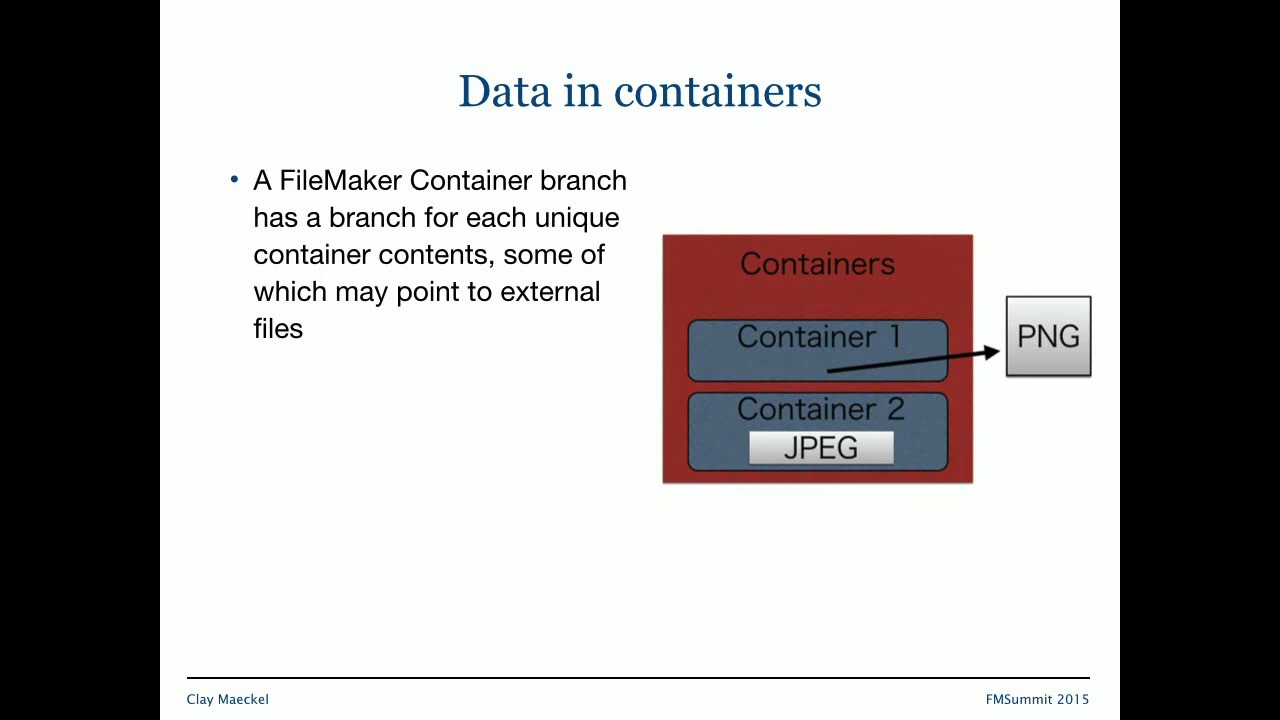 Data in containers
• A FileMaker Container branch
has a branch for each unique
container contents, some of
which may point to external
files
Containers
Container 1
PNG
Container 2
JPEG
Clay Maeckel
FMSummit 2015